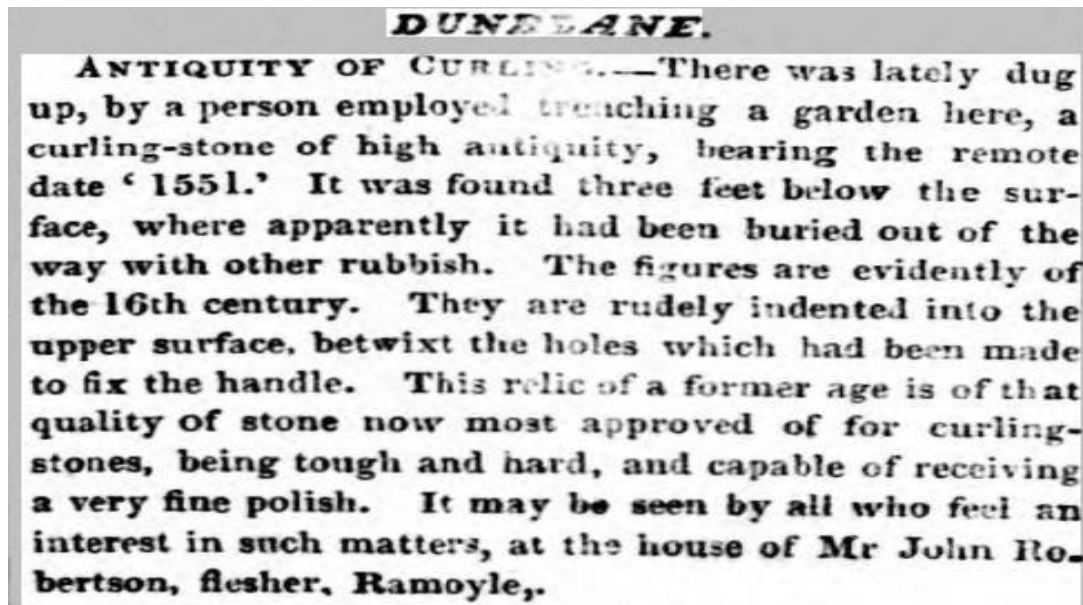 DUNBLANE.
ANTIQUITY OF CURLING.—There was lately dug
up, by a person employed trenching a garden here, a
curling-stone of high antiquity, bearing the remote
date ‘ 1551.’ It was found three feet below the sur-
face, where apparently it had been buried out of the
way with other rubbish. The figures are evidently of
the 16th century. They are rudely indented into the
upper surface, betwixt the holes which had been made
to fix the handle. This relic of a former age is of that
quality of stone now most approved of for curling-
stones, being tough and hard, and capable of receiving
a very fine polish. It may be seen by all who feel an
interest in such matters, at the house of Mr John Ro-
bertson, flesher, Ramoyle,.